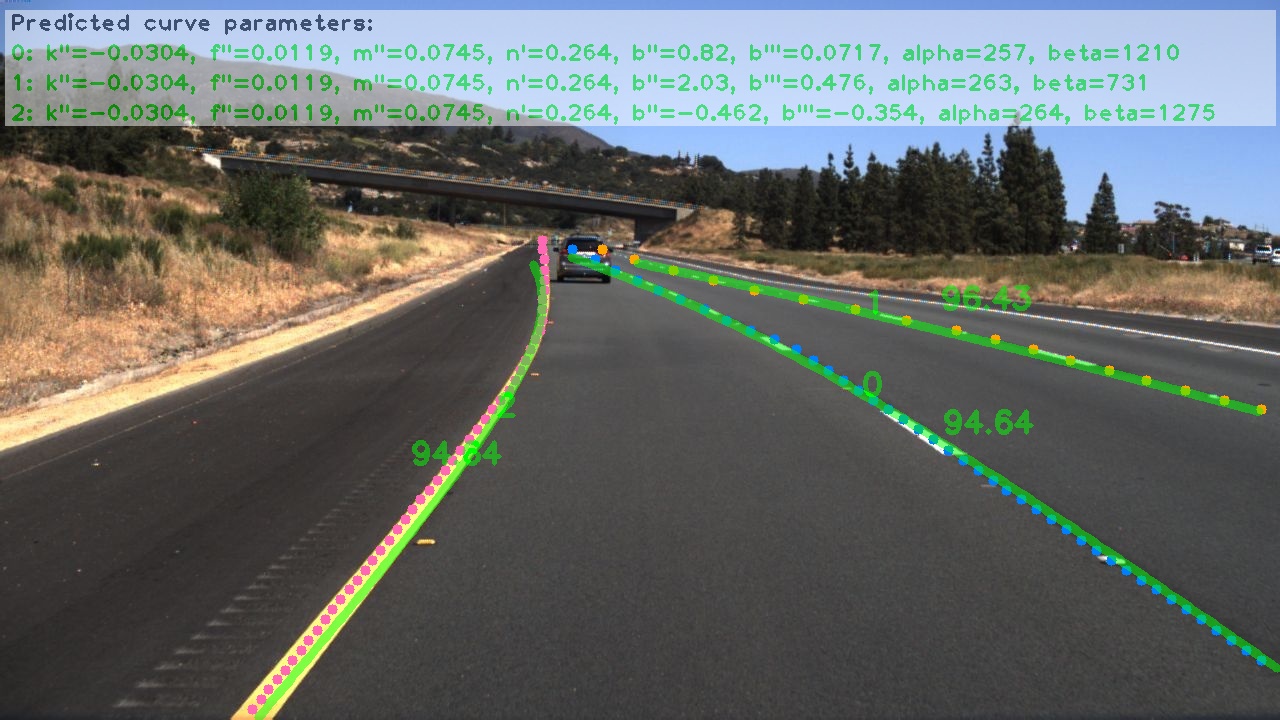 Predicted curve parameters:
0: k''=-0.0304, f''=0.0119, m''=0.0745, n'=0.264, b''=0.82, b'''=0.0717, alpha=257, beta=1210
1: k''=-0.0304, f''=0.0119, m''=0.0745, n'=0.264, b''=2.03, b'''=0.476, alpha=263, beta=731
2: k''=-0.0304, f''=0.0119, m''=0.0745, n'=0.264, b''=-0.462, b'''=-0.354, alpha=264, beta=1275
1 96.43
0
94.64
2
94.64